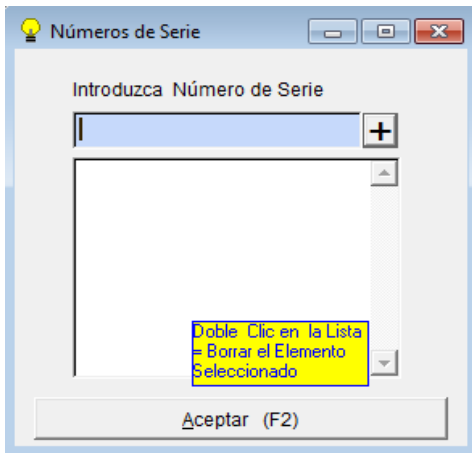 Números de Serie
Introduzca Número de Serie
+
Doble Clic en la Lista
= Borrar el Elemento
Seleccionado
Aceptar (F2)